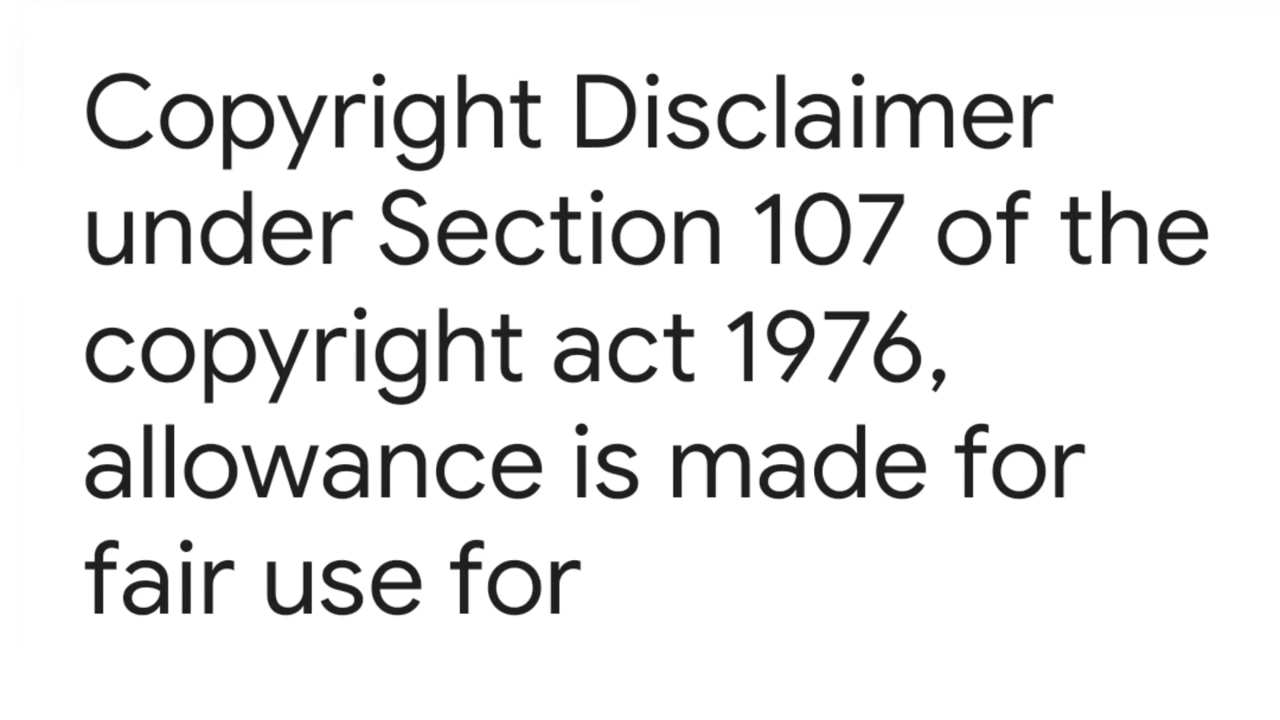 Copyright Disclaimer
under Section 107 of the
copyright act 1976,
allowance is made for
fair use for